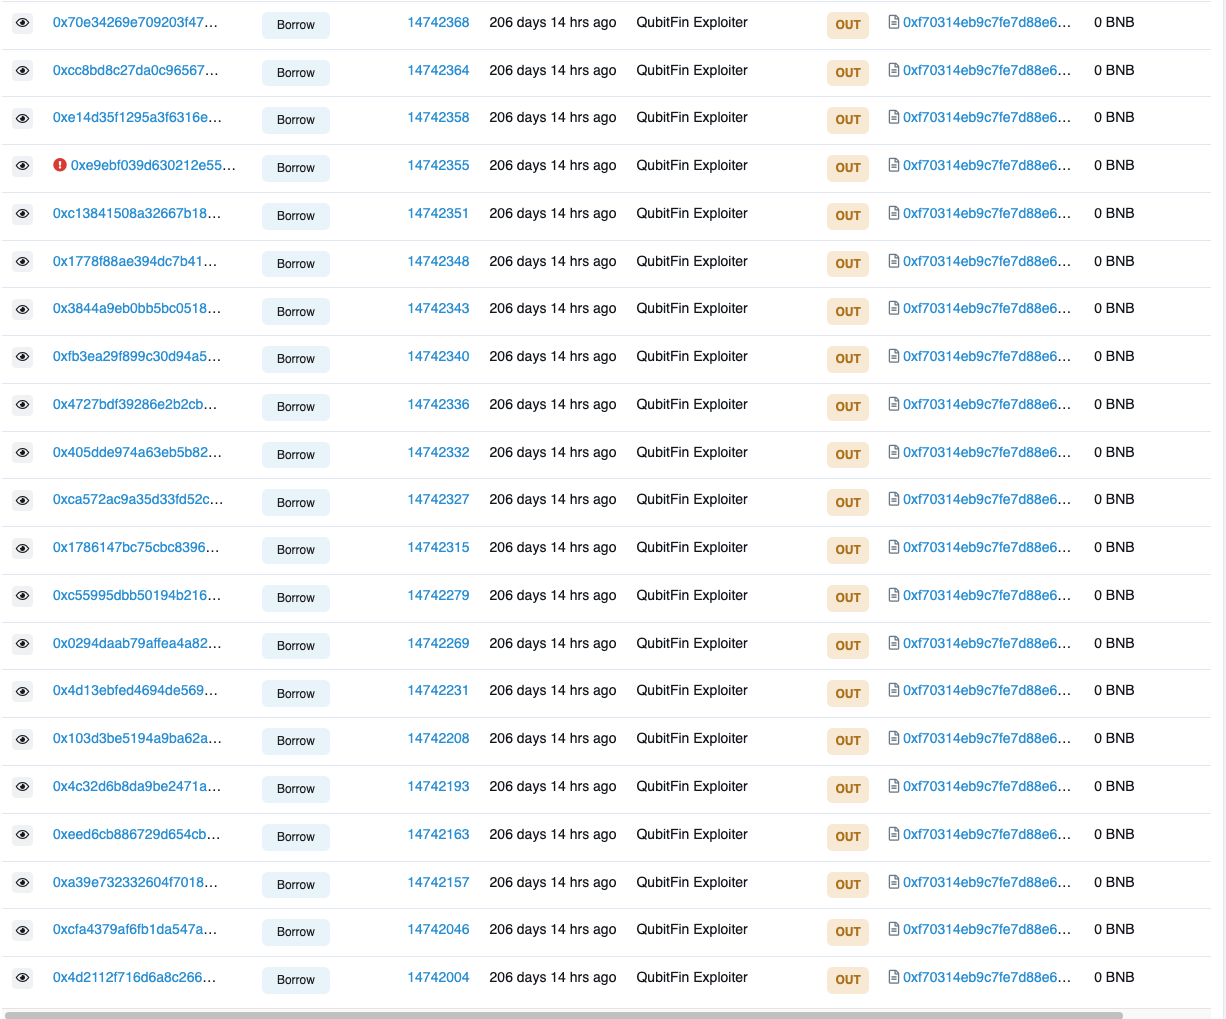 0x70e34269e709203f47... Borrow 14742368 206 days 14 hrs ago QubitFin Exploiter OUT 0xf70314eb9c7fe7d88e6... 0 BNB
0xcc8bd8c27da0c96567... Borrow 14742364 206 days 14 hrs ago QubitFin Exploiter OUT 0xf70314eb9c7fe7d88e6... 0 BNB
0xe14d35f1295a3f6316e... Borrow 14742358 206 days 14 hrs ago QubitFin Exploiter OUT 0xf70314eb9c7fe7d88e6... 0 BNB
0xe9ebf039d630212e55... Borrow 14742355 206 days 14 hrs ago QubitFin Exploiter OUT 0xf70314eb9c7fe7d88e6... 0 BNB
0xc13841508a32667b18... Borrow 14742351 206 days 14 hrs ago QubitFin Exploiter OUT 0xf70314eb9c7fe7d88e6... 0 BNB
0x1778f88ae394dc7b41... Borrow 14742348 206 days 14 hrs ago QubitFin Exploiter OUT 0xf70314eb9c7fe7d88e6... 0 BNB
0x3844a9eb0bb5bc0518... Borrow 14742343 206 days 14 hrs ago QubitFin Exploiter OUT 0xf70314eb9c7fe7d88e6... 0 BNB
0xfb3ea29f899c30d94a5... Borrow 14742340 206 days 14 hrs ago QubitFin Exploiter OUT 0xf70314eb9c7fe7d88e6... 0 BNB
0x4727bdf39286e2b2cb... Borrow 14742336 206 days 14 hrs ago QubitFin Exploiter OUT 0xf70314eb9c7fe7d88e6... 0 BNB
0x405dde974a63eb5b82... Borrow 14742332 206 days 14 hrs ago QubitFin Exploiter OUT 0xf70314eb9c7fe7d88e6... 0 BNB
0xca572ac9a35d33fd52c... Borrow 14742327 206 days 14 hrs ago QubitFin Exploiter OUT 0xf70314eb9c7fe7d88e6... 0 BNB
0x1786147bc75cbc8396... Borrow 14742315 206 days 14 hrs ago QubitFin Exploiter OUT 0xf70314eb9c7fe7d88e6... 0 BNB
0xc55995dbb50194b216... Borrow 14742279 206 days 14 hrs ago QubitFin Exploiter OUT 0xf70314eb9c7fe7d88e6... 0 BNB
0x0294daab79affea4a82... Borrow 14742269 206 days 14 hrs ago QubitFin Exploiter OUT 0xf70314eb9c7fe7d88e6... 0 BNB
0x4d13ebfed4694de569... Borrow 14742231 206 days 14 hrs ago QubitFin Exploiter OUT 0xf70314eb9c7fe7d88e6... 0 BNB
0x103d3be5194a9ba62a... Borrow 14742208 206 days 14 hrs ago QubitFin Exploiter OUT 0xf70314eb9c7fe7d88e6... 0 BNB
0x4c32d6b8da9be2471a... Borrow 14742193 206 days 14 hrs ago QubitFin Exploiter OUT 0xf70314eb9c7fe7d88e6... 0 BNB
0xeed6cb886729d654cb... Borrow 14742163 206 days 14 hrs ago QubitFin Exploiter OUT 0xf70314eb9c7fe7d88e6... 0 BNB
0xa39e732332604f7018... Borrow 14742157 206 days 14 hrs ago QubitFin Exploiter OUT 0xf70314eb9c7fe7d88e6... 0 BNB
0xcfa4379af6fb1da547a... Borrow 14742046 206 days 14 hrs ago QubitFin Exploiter OUT 0xf70314eb9c7fe7d88e6... 0 BNB
0x4d2112f716d6a8c266... Borrow 14742004 206 days 14 hrs ago QubitFin Exploiter OUT 0xf70314eb9c7fe7d88e6... 0 BNB